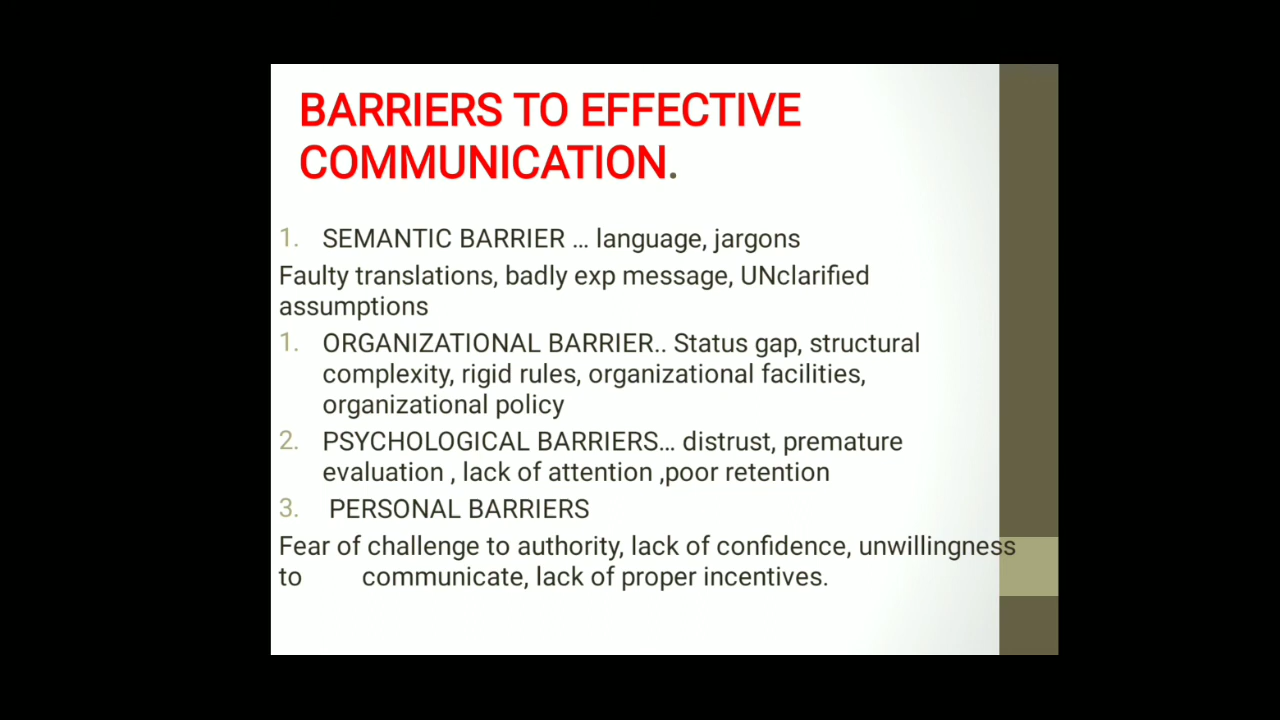 BARRIERS TO EFFECTIVE
COMMUNICATION.
1. SEMANTIC BARRIER ... language, jargons
Faulty translations, badly exp message, UNclarified
assumptions
1. ORGANIZATIONAL BARRIER.. Status gap, structural
complexity, rigid rules, organizational facilities,
organizational policy
2. PSYCHOLOGICAL BARRIERS... distrust, premature
evaluation , lack of attention ,poor retention
3. PERSONAL BARRIERS
Fear of challenge to authority, lack of confidence, unwillingness
to communicate, lack of proper incentives.